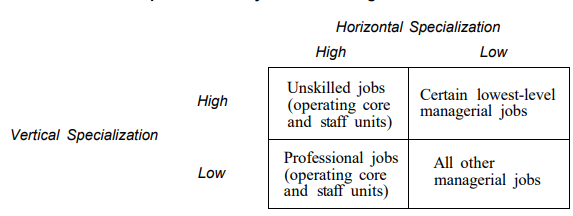 Horizontal Specialization
High Low
Unskilled jobs
(operating core
and staff units)
Certain lowest-level
managerial jobs
High
Vertical Specialization
Low
Professional jobs
(operating core
and staff units)
All other
managerial jobs